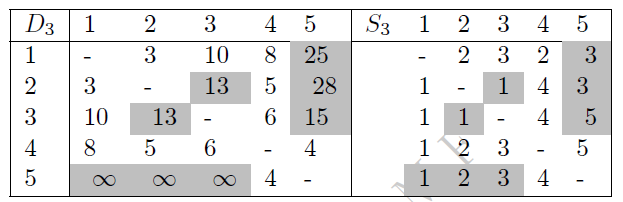 D3 1 2 3 4 5 S3 1 2 3 4 5
1 - 3 10 8 25 - 2 3 2 3
2 3 - 13 5 28 1 - 1 4 3
3 10 13 - 6 15 1 1 - 4 5
4 8 5 6 - 4 1 2 3 - 5
5 ∞ ∞ ∞ 4 - 1 2 3 4 -